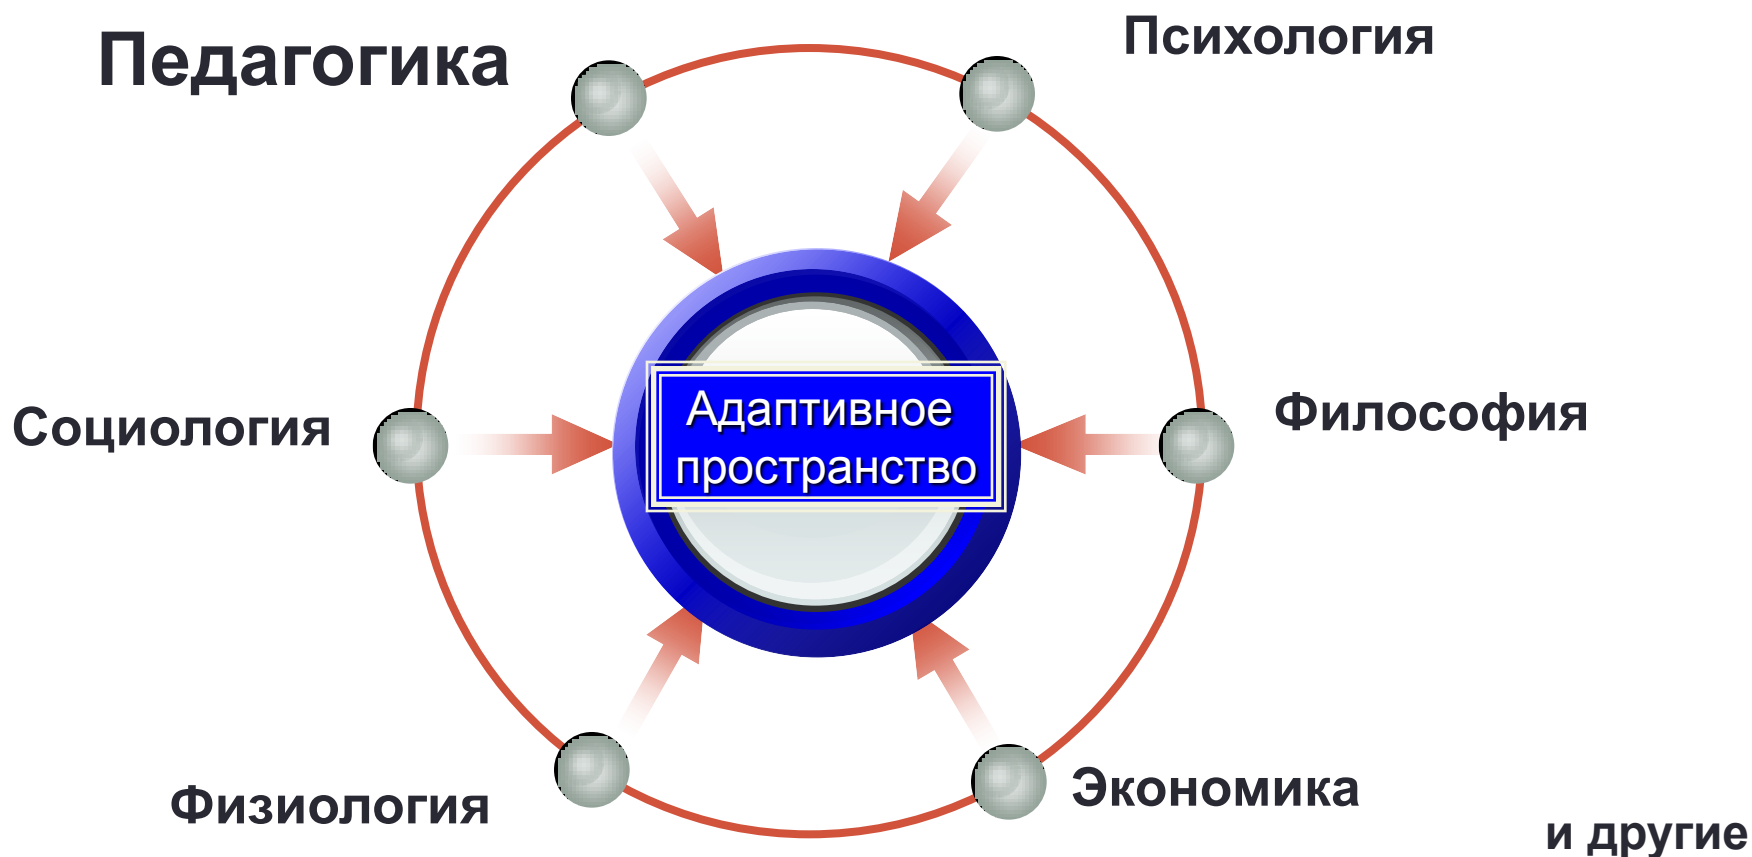 Педагогика
Психология
Социология
Адаптивное
пространство
Философия
Физиология
Экономика
и другие